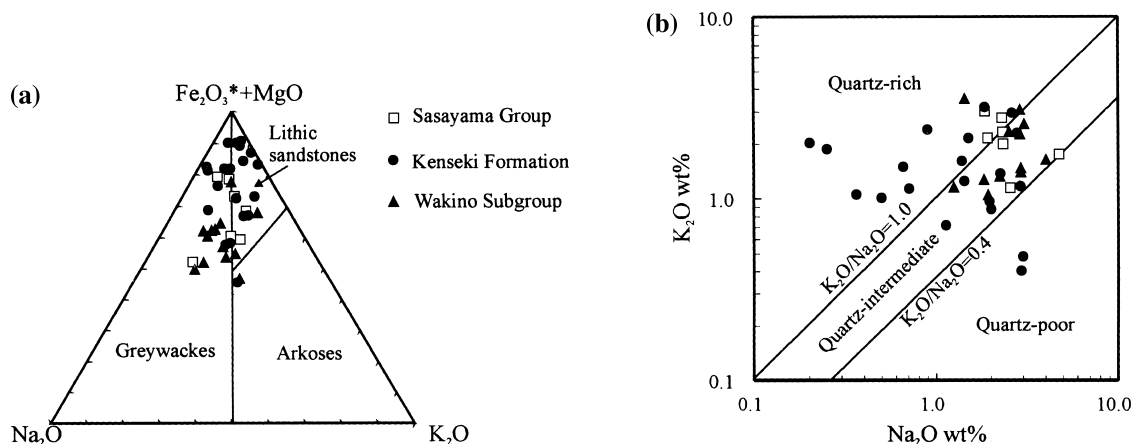 (a)
Fe₂O₃*+MgO
Lithic
sandstones
Greywackes
Arkoses
Na₂O
K₂O
Sasayama Group
Kenseki Formation
Wakino Subgroup
(b)
10.0
1.0
0.1
K₂O wt%
Quartz-rich
K₂O/Na₂O=1.0
Quartz-intermediate
K₂O/Na₂O=0.4
Quartz-poor
0.1
1.0
10.0
Na₂O wt%